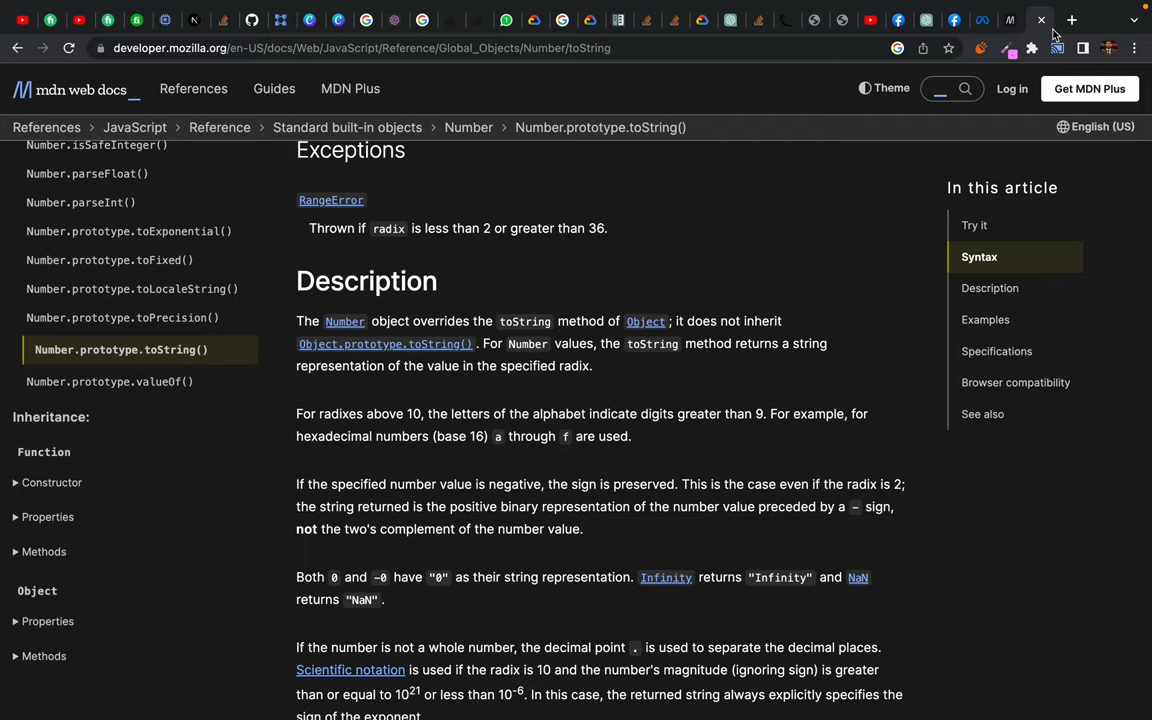 developer.mozilla.org/en-US/docs/Web/JavaScript/Reference/Global_Objects/Number/toString
mdn web docs_
References
Guides
MDN Plus
Theme
Log in
Get MDN Plus
References
JavaScript
Reference
Standard built-in objects
Number
Number.prototype.toString()
English (US)
Number.isSafeInteger()
Number.parseFloat()
Number.parseInt()
Number.prototype.toExponential()
Number.prototype.toFixed()
Number.prototype.toLocaleString()
Number.prototype.toPrecision()
Number.prototype.toString()
Number.prototype.valueOf()
Inheritance:
Function
Constructor
Properties
Methods
Object
Properties
Methods
Exceptions
RangeError
Thrown if radix is less than 2 or greater than 36.
Description
The Number object overrides the toString method of Object; it does not inherit
Object.prototype.toString(). For Number values, the toString method returns a string
representation of the value in the specified radix.
For radixes above 10, the letters of the alphabet indicate digits greater than 9. For example, for
hexadecimal numbers (base 16) a through f are used.
If the specified number value is negative, the sign is preserved. This is the case even if the radix is 2;
the string returned is the positive binary representation of the number value preceded by a - sign,
not the two's complement of the number value.
Both 0 and -0 have "0" as their string representation. Infinity returns "Infinity" and NaN
returns "NaN".
If the number is not a whole number, the decimal point . is used to separate the decimal places.
Scientific notation is used if the radix is 10 and the number's magnitude (ignoring sign) is greater
than or equal to 10²¹ or less than 10⁻⁶. In this case, the returned string always explicitly specifies the
sign of the exponent.
In this article
Try it
Syntax
Description
Examples
Specifications
Browser compatibility
See also